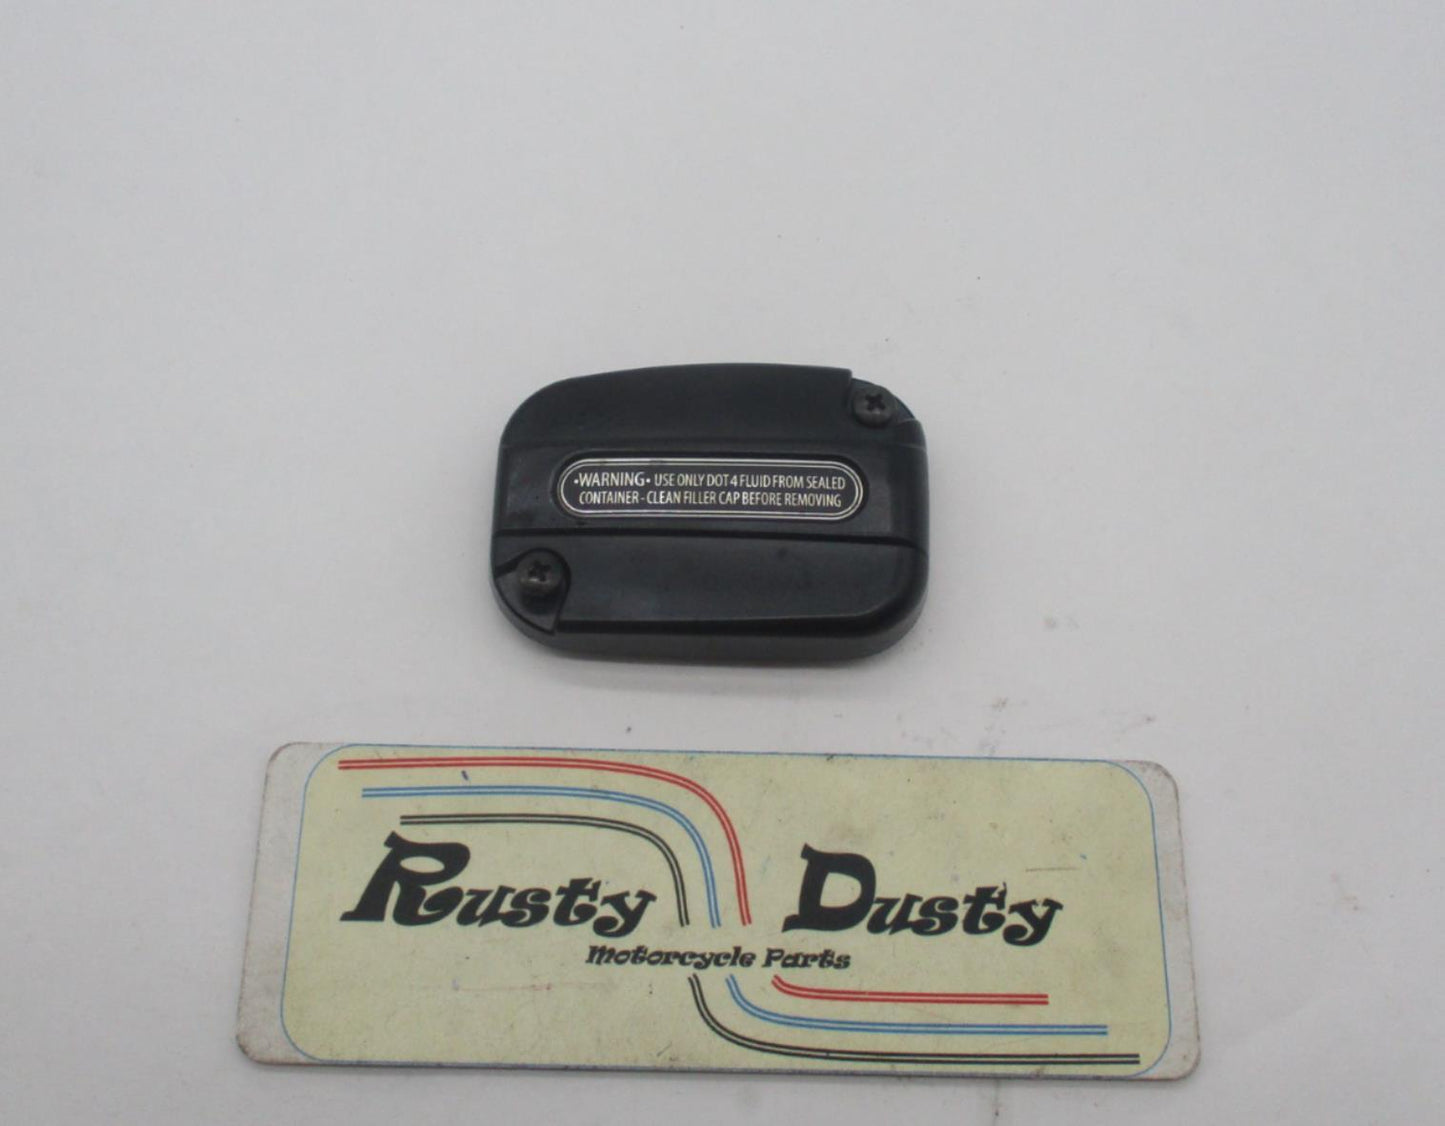 •WARNING• USE ONLY DOT 4 FLUID FROM SEALED
CONTAINER - CLEAN FILLER CAP BEFORE REMOVING
Rusty Dusty
Motorcycle Parts